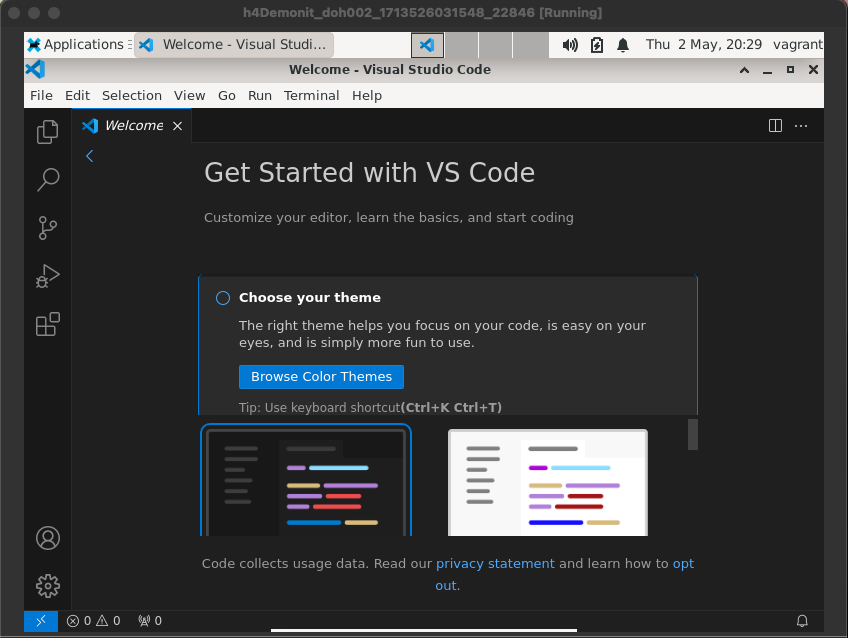 h4Demonit_doh002_1713526031548_22846 [Running]
Applications Welcome - Visual Studi... Thu 2 May, 20:29 vagrant
Welcome - Visual Studio Code
File Edit Selection View Go Run Terminal Help
Welcome
Get Started with VS Code
Customize your editor, learn the basics, and start coding
Choose your theme
The right theme helps you focus on your code, is easy on your
eyes, and is simply more fun to use.
Browse Color Themes
Tip: Use keyboard shortcut(Ctrl+K Ctrl+T)
Code collects usage data. Read our privacy statement and learn how to opt
out.
0 0 0